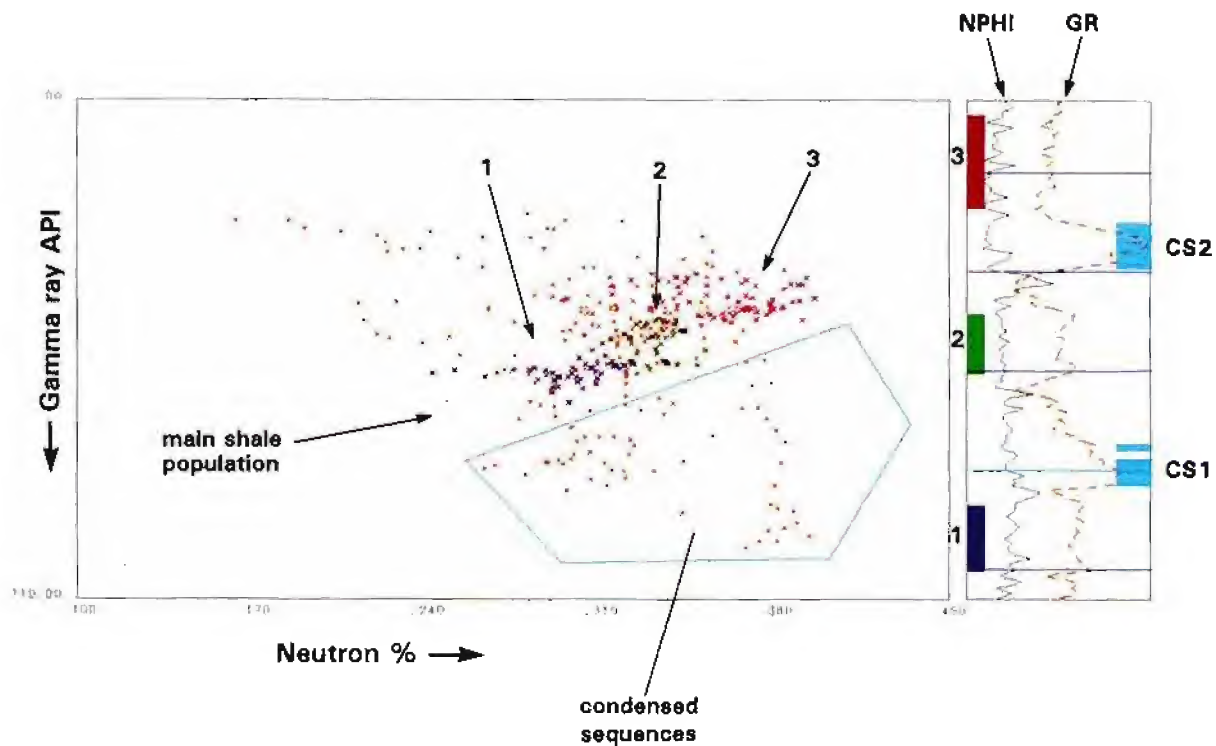 NPHI GR
1
2
3
3
CS2
2
CS1
1
Gamma ray API
main shale
population
.240
Neutron %
condensed
sequences